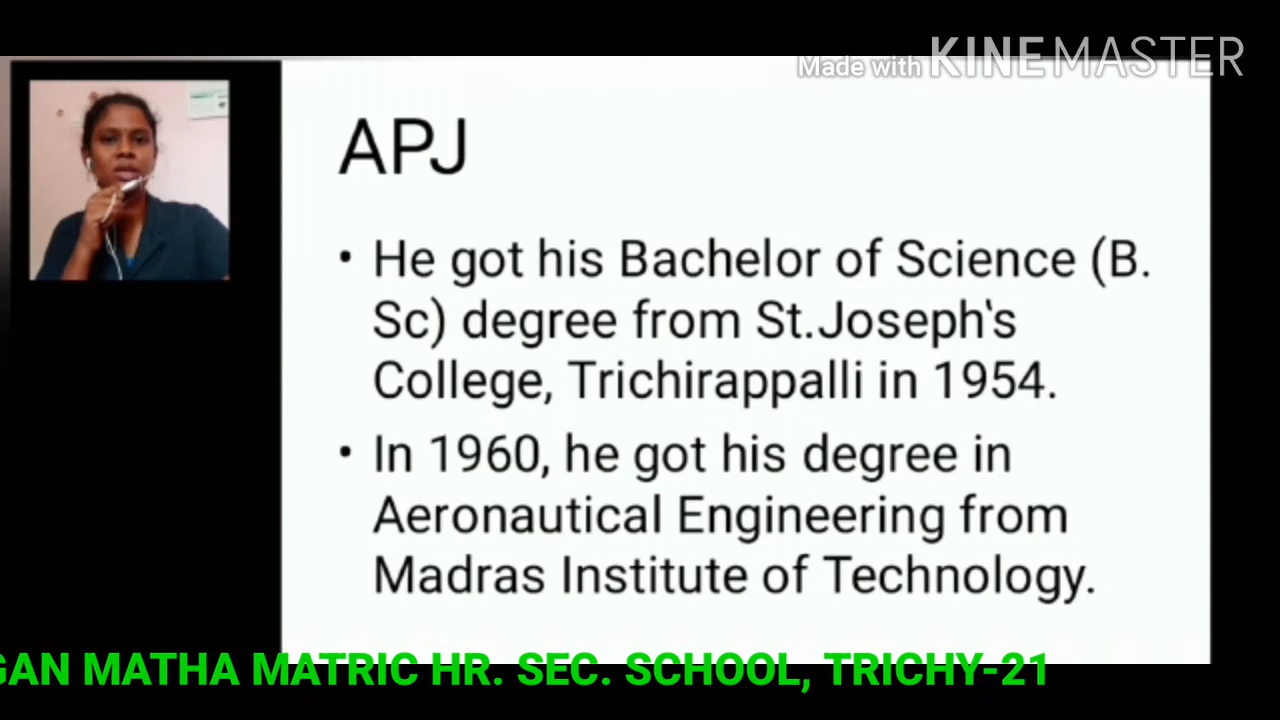 Made with KINEMASTER
APJ
• He got his Bachelor of Science (B.
Sc) degree from St.Joseph's
College, Trichirappalli in 1954.
• In 1960, he got his degree in
Aeronautical Engineering from
Madras Institute of Technology.
GAN MATHA MATRIC HR. SEC. SCHOOL, TRICHY-21